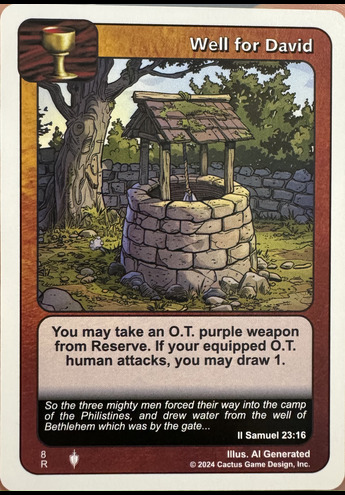 Well for David
You may take an O.T. purple weapon
from Reserve. If your equipped O.T.
human attacks, you may draw 1.
So the three mighty men forced their way into the camp
of the Philistines, and drew water from the well of
Bethlehem which was by the gate...
II Samuel 23:16
8
R
Illus. AI Generated
© 2024 Cactus Game Design, Inc.